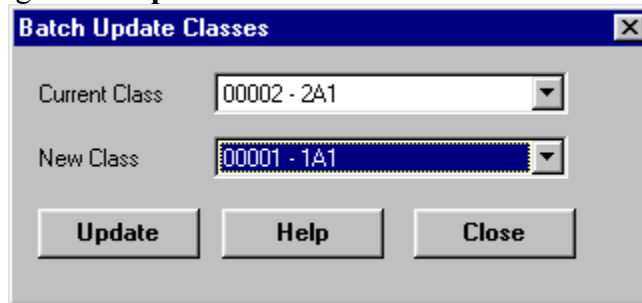 Batch Update Classes
Current Class 00002 - 2A1
New Class 00001 - 1A1
Update Help Close